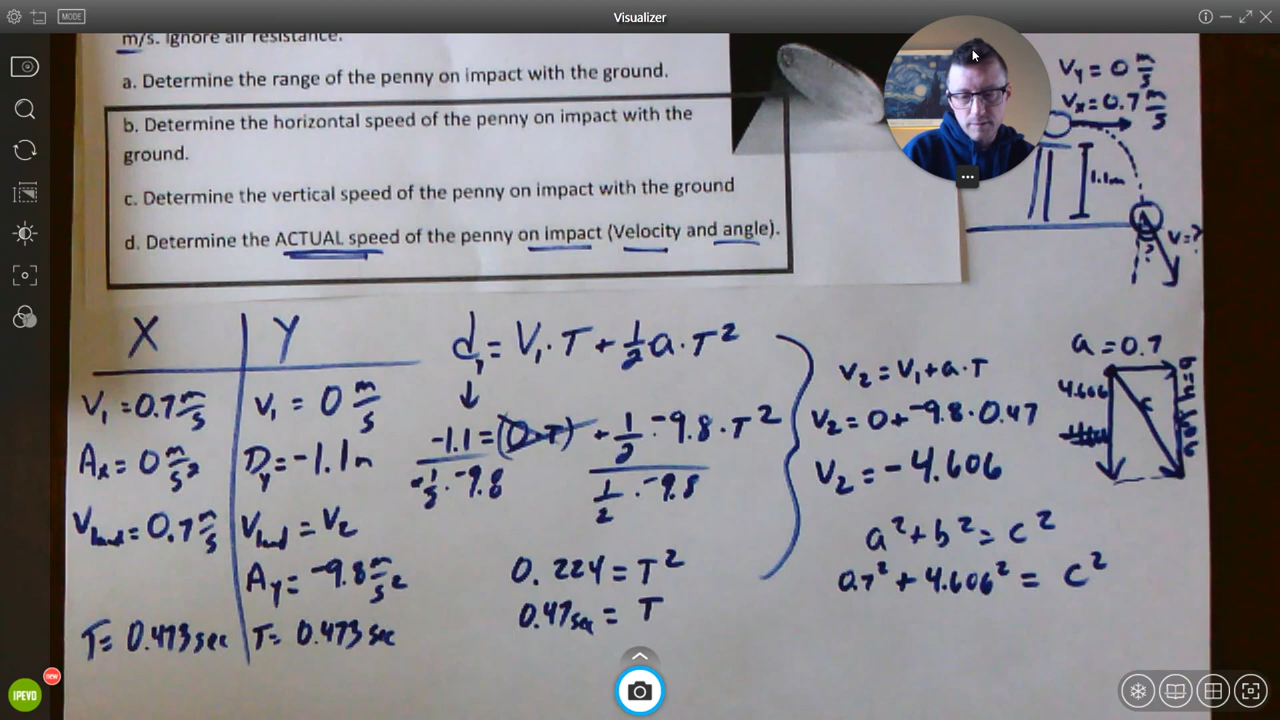 MODE
Visualizer
m/s. Ignore air resistance.
a. Determine the range of the penny on impact with the ground.
b. Determine the horizontal speed of the penny on impact with the
ground.
c. Determine the vertical speed of the penny on impact with the ground
d. Determine the ACTUAL speed of the penny on impact (Velocity and angle).
Vy = 0 m/s
Vx = 0.7 m/s
1.1m
V = ?
?
X
Y
V₁ = 0.7 m/s
Ax = 0 m/s²
Vland = 0.7 m/s
T = 0.473 sec
V₁ = 0 m/s
Dy = -1.1m
Vland = V₂
Ay = -9.8 m/s²
T = 0.473 sec
dy = V₁ · T + 1/2 a · T²
-1.1 = (0·T) + 1/2 · -9.8 · T²
1/2 · -9.8
1/2 · -9.8
0.224 = T²
0.47sec = T
V₂ = V₁ + a · T
V₂ = 0 + -9.8 · 0.47
V₂ = -4.606
a² + b² = c²
0.7² + 4.606² = c²
a = 0.7
4.606
c
IPEVO
new